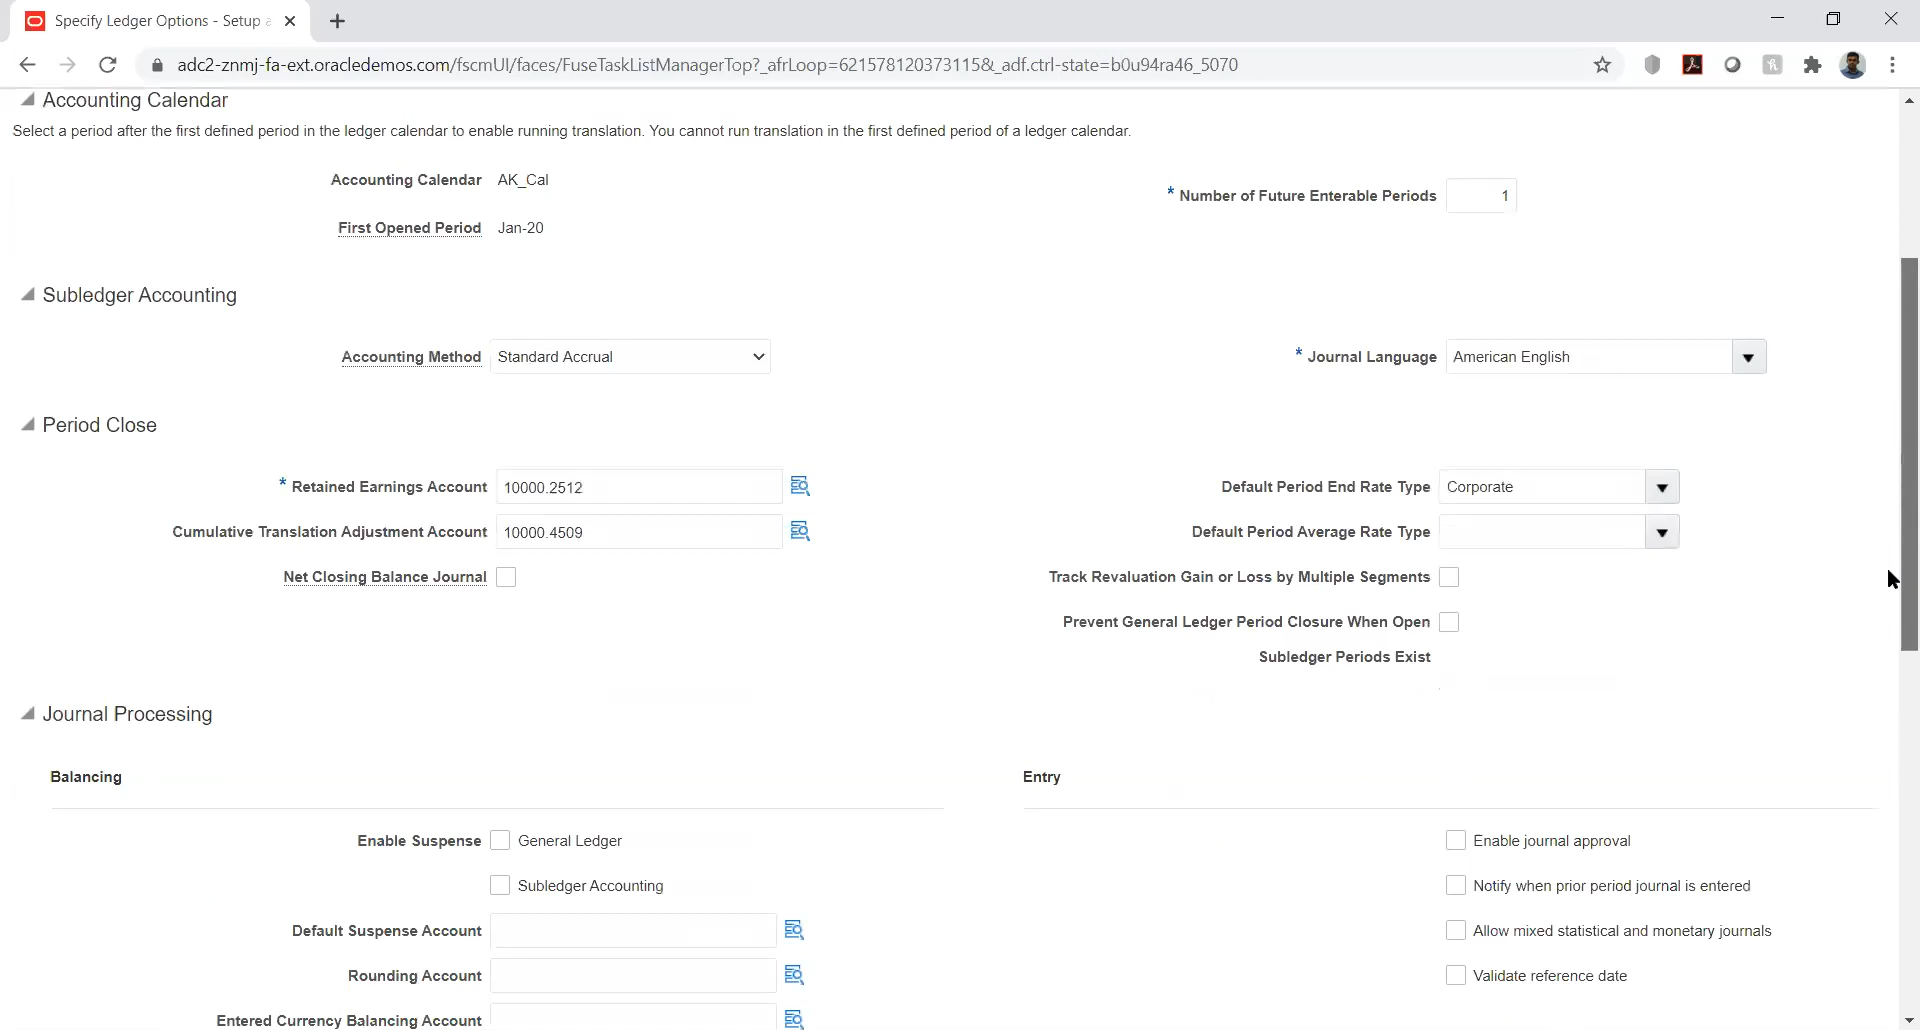 Specify Ledger Options - Setup a
adc2-znmj-fa-ext.oracledemos.com/fscmUI/faces/FuseTaskListManagerTop?_afrLoop=621578120373115&_adf.ctrl-state=b0u94ra46_5070
Accounting Calendar
Select a period after the first defined period in the ledger calendar to enable running translation. You cannot run translation in the first defined period of a ledger calendar.
Accounting Calendar AK_Cal
* Number of Future Enterable Periods 1
First Opened Period Jan-20
Subledger Accounting
Accounting Method Standard Accrual
* Journal Language American English
Period Close
* Retained Earnings Account 10000.2512
Default Period End Rate Type Corporate
Cumulative Translation Adjustment Account 10000.4509
Default Period Average Rate Type
Net Closing Balance Journal
Track Revaluation Gain or Loss by Multiple Segments
Prevent General Ledger Period Closure When Open
Subledger Periods Exist
Journal Processing
Balancing
Entry
Enable Suspense General Ledger
Enable journal approval
Subledger Accounting
Notify when prior period journal is entered
Default Suspense Account
Allow mixed statistical and monetary journals
Rounding Account
Validate reference date
Entered Currency Balancing Account